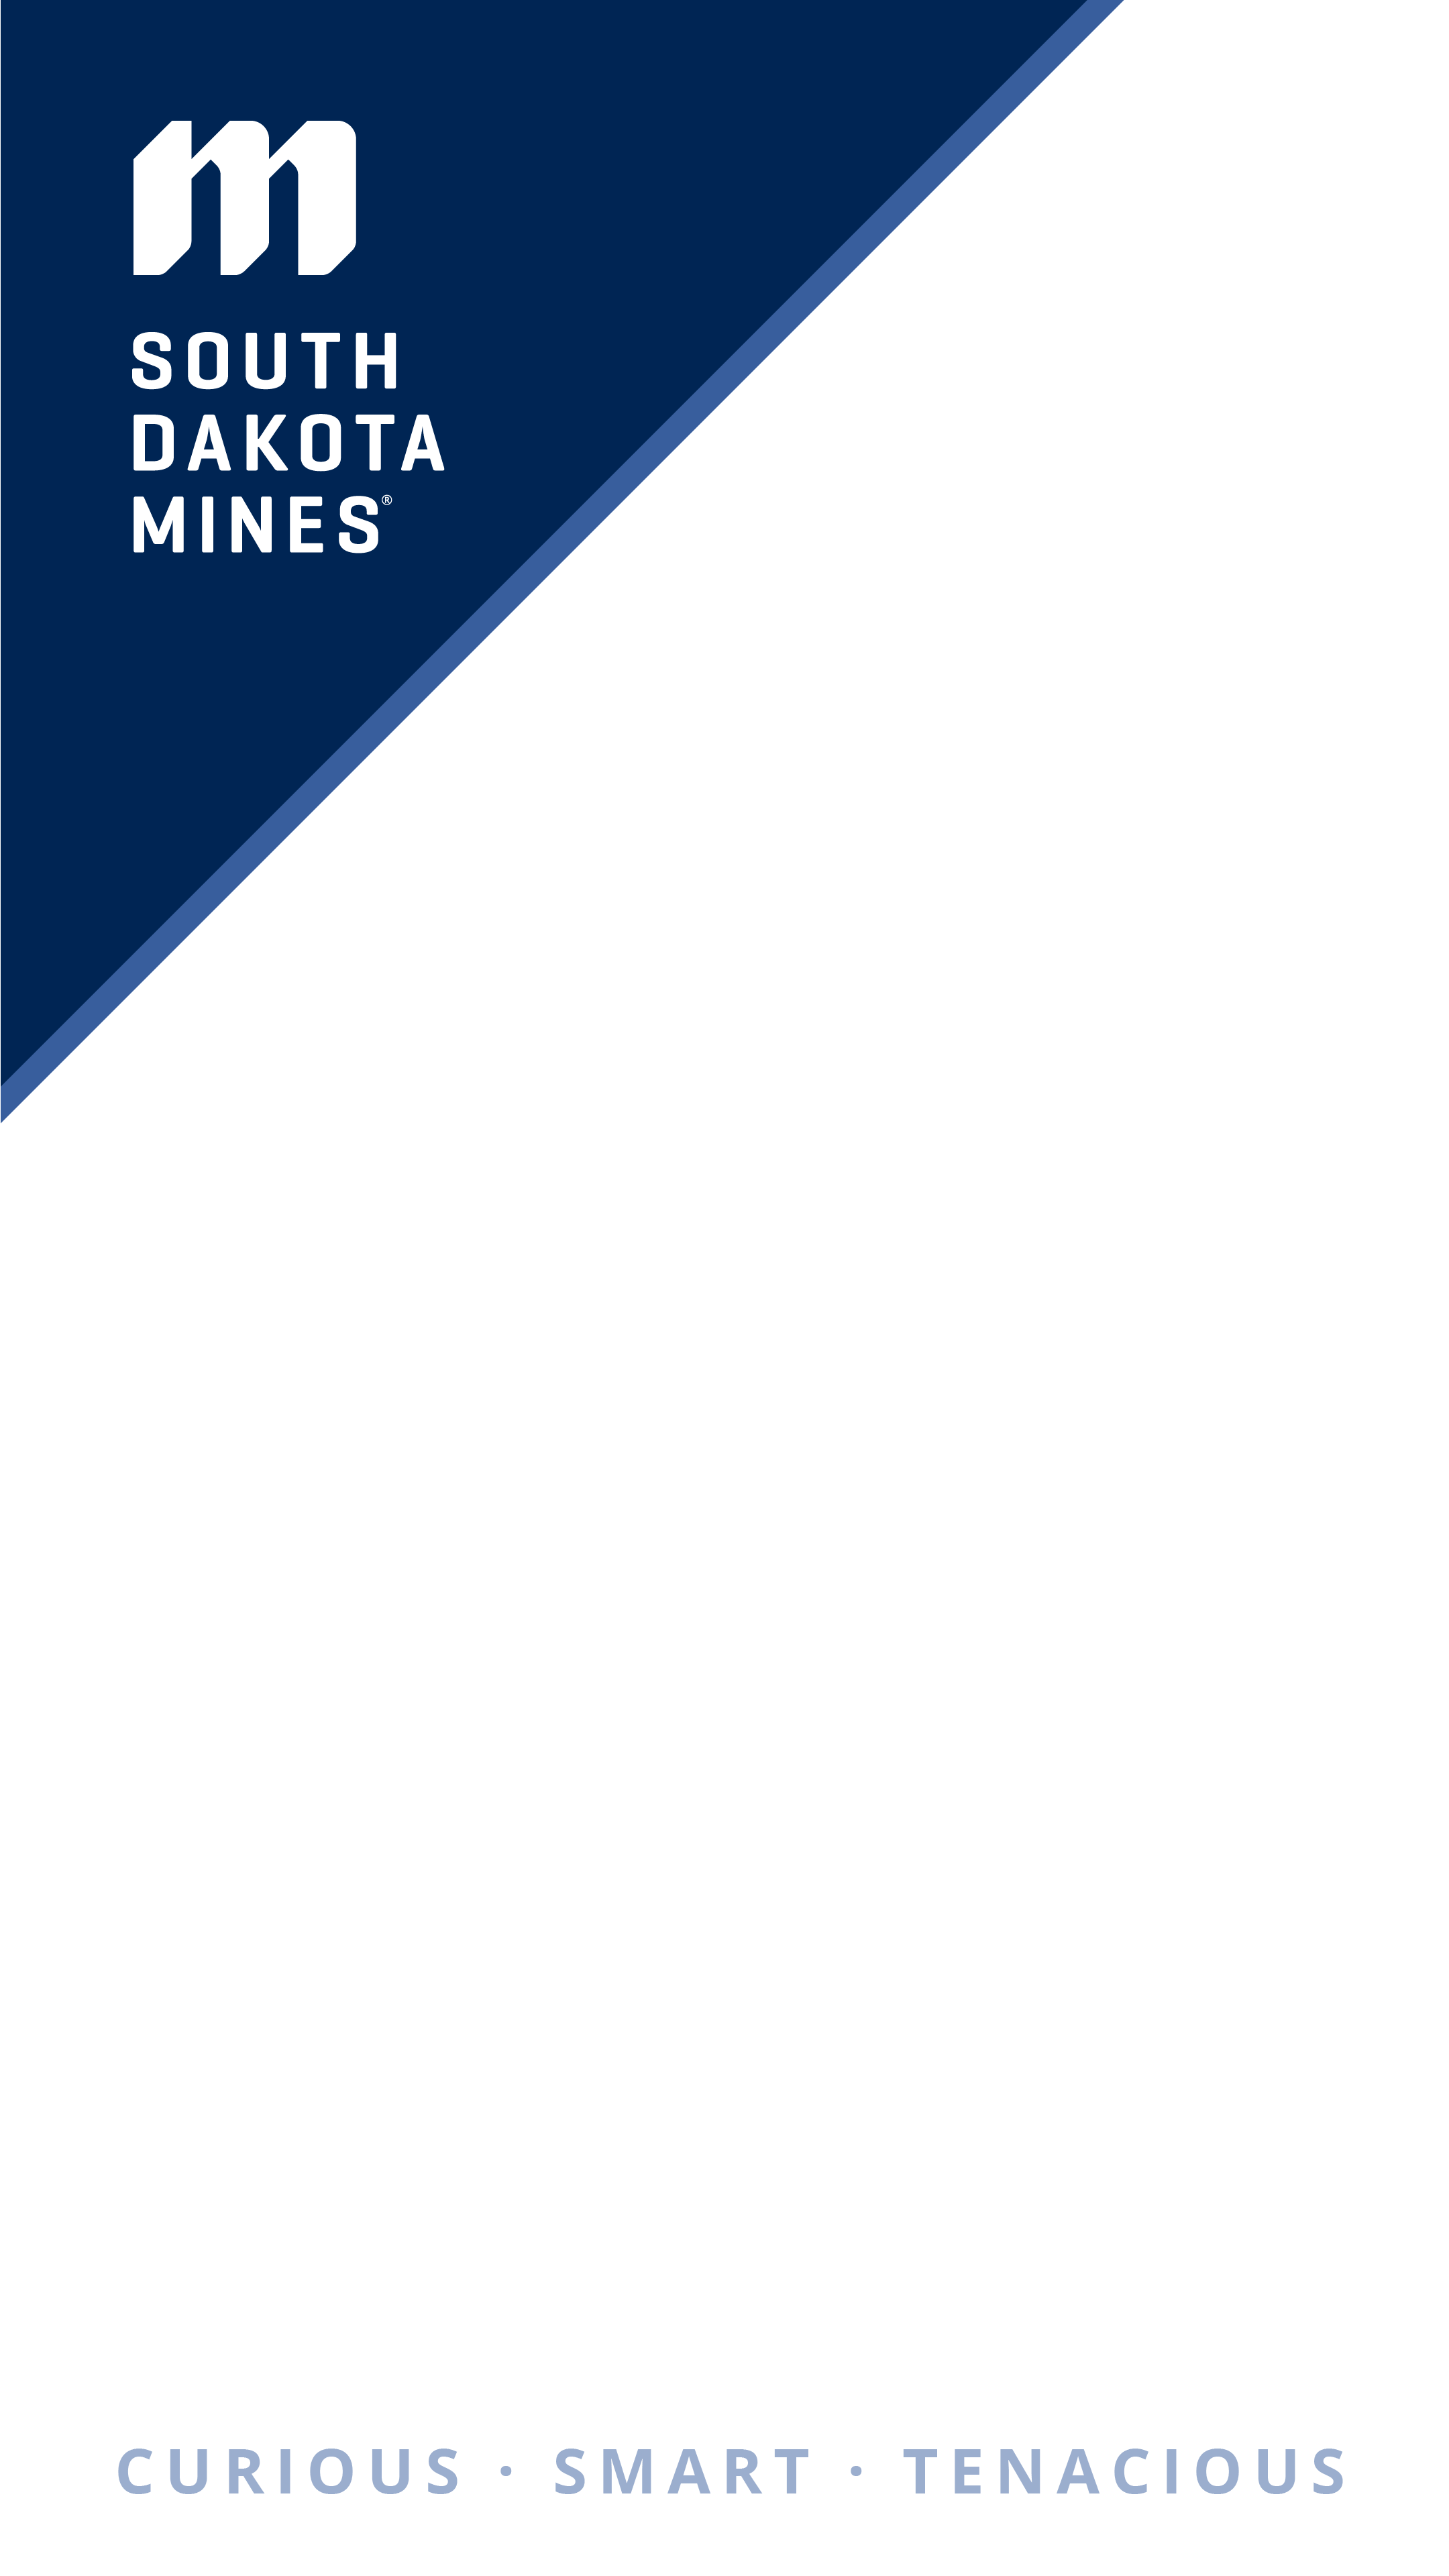 m
SOUTH
DAKOTA
MINES®
CURIOUS · SMART · TENACIOUS